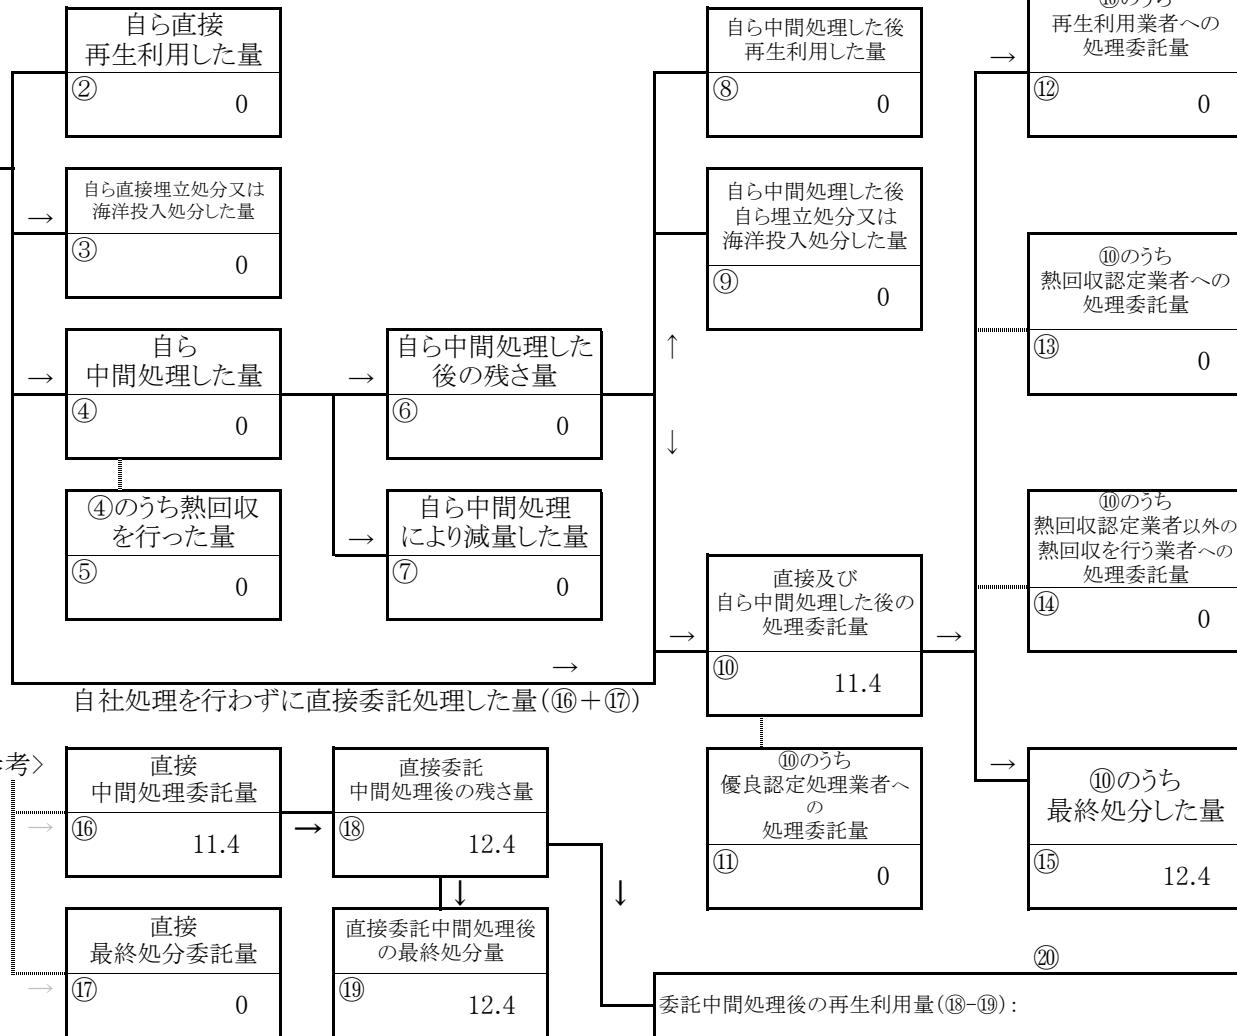 自ら直接
再生利用した量
②
0
自ら直接埋立処分又は
海洋投入処分した量
→
③
0
自ら
中間処理した量
→
④
0
④のうち熱回収
を行った量
⑤
0
自ら中間処理した
後の残さ量
→
⑥
0
自ら中間処理
により減量した量
→
⑦
0
自ら中間処理した後
再生利用した量
⑧
0
自ら中間処理した後
自ら埋立処分又は
海洋投入処分した量
⑨
0
↑
↓
直接及び
自ら中間処理した後の
処理委託量
→
⑩
11.4
→
⑩のうち
優良認定処理業者へ
の
処理委託量
⑪
0
⑩のうち
再生利用業者への
処理委託量
→
⑫
0
⑩のうち
熱回収認定業者への
処理委託量
⑬
0
⑩のうち
熱回収認定業者以外の
熱回収を行う業者への
処理委託量
⑭
0
→
⑩のうち
最終処分した量
⑮
12.4
→
自社処理を行わずに直接委託処理した量(⑯+⑰)
考>
直接
中間処理委託量
→
⑯
11.4
→
直接委託
中間処理後の残さ量
⑱
12.4
↓
↓
直接
最終処分委託量
→
⑰
0
直接委託中間処理後
の最終処分量
⑲
12.4
⑳
委託中間処理後の再生利用量(⑱-⑲):